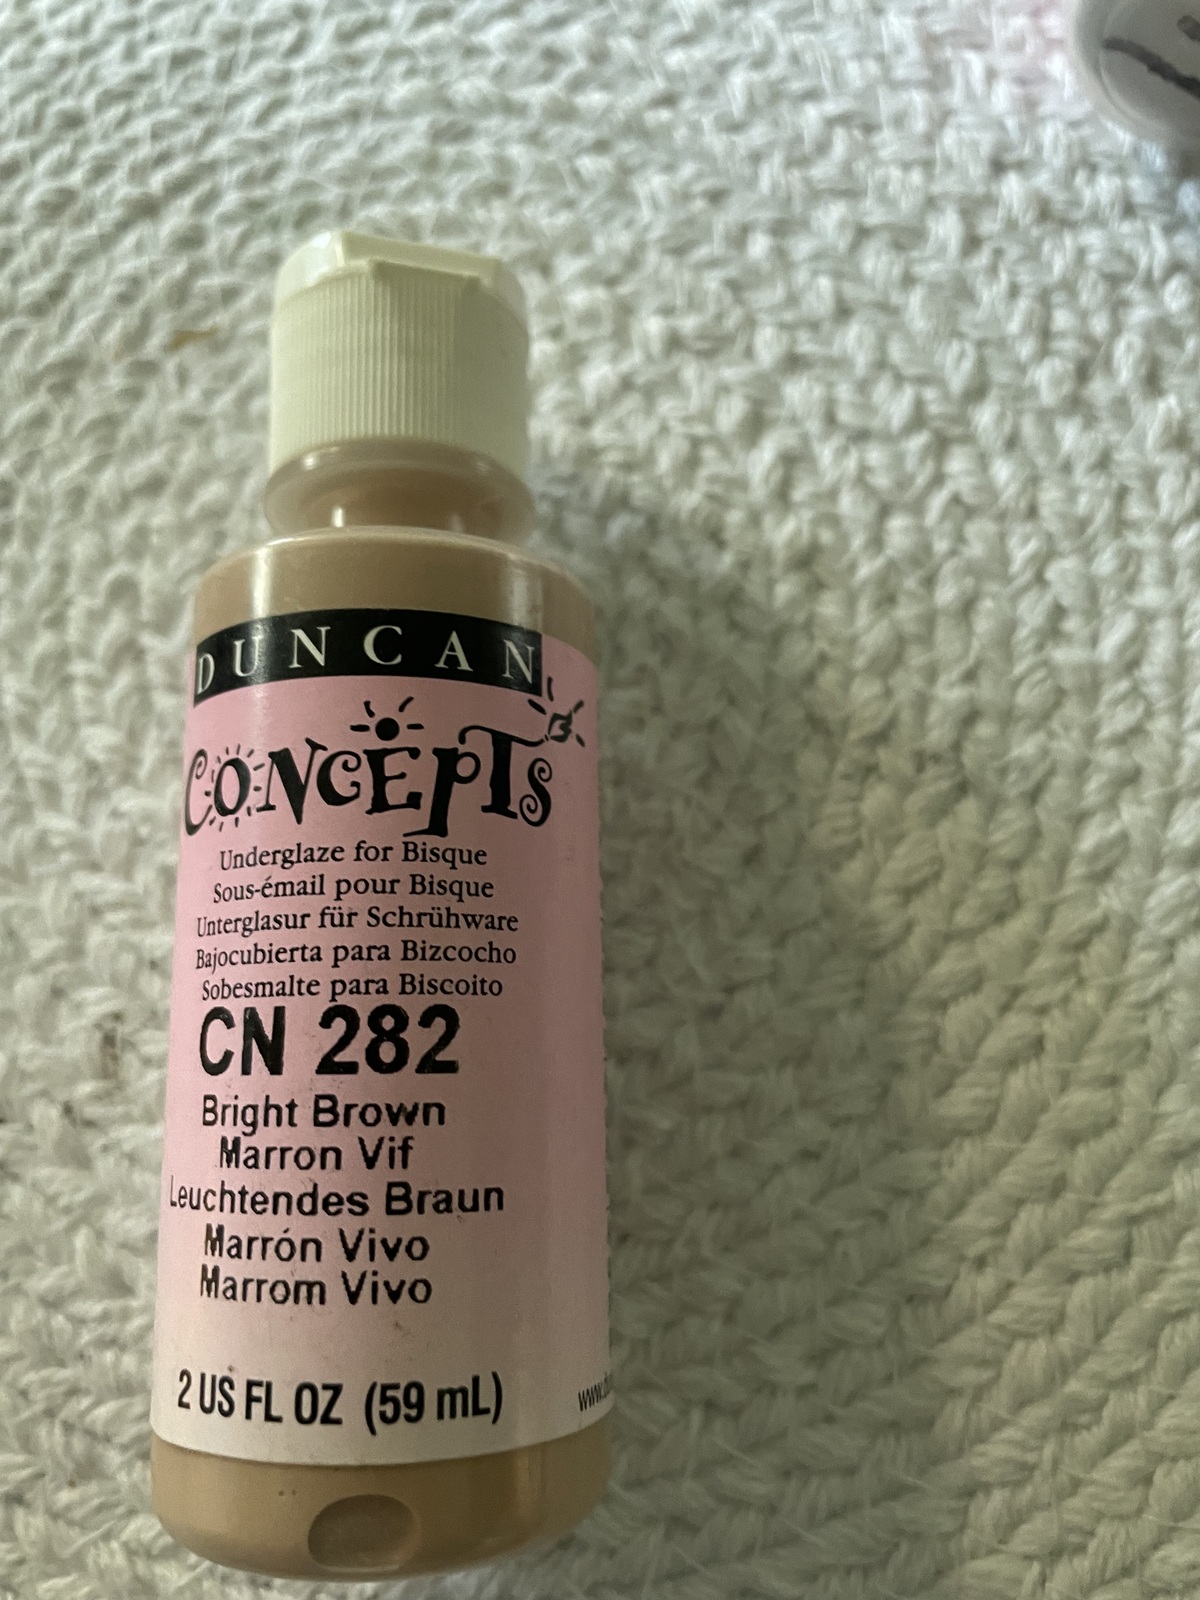 DUNCAN
CONCEPTS
Underglaze for Bisque
Sous-émail pour Bisque
Unterglasur für Schrühware
Bajocubierta para Bizcocho
Sobesmalte para Biscoito
CN 282
Bright Brown
Marron Vif
Leuchtendes Braun
Marrón Vivo
Marrom Vivo
2 US FL OZ (59 mL)